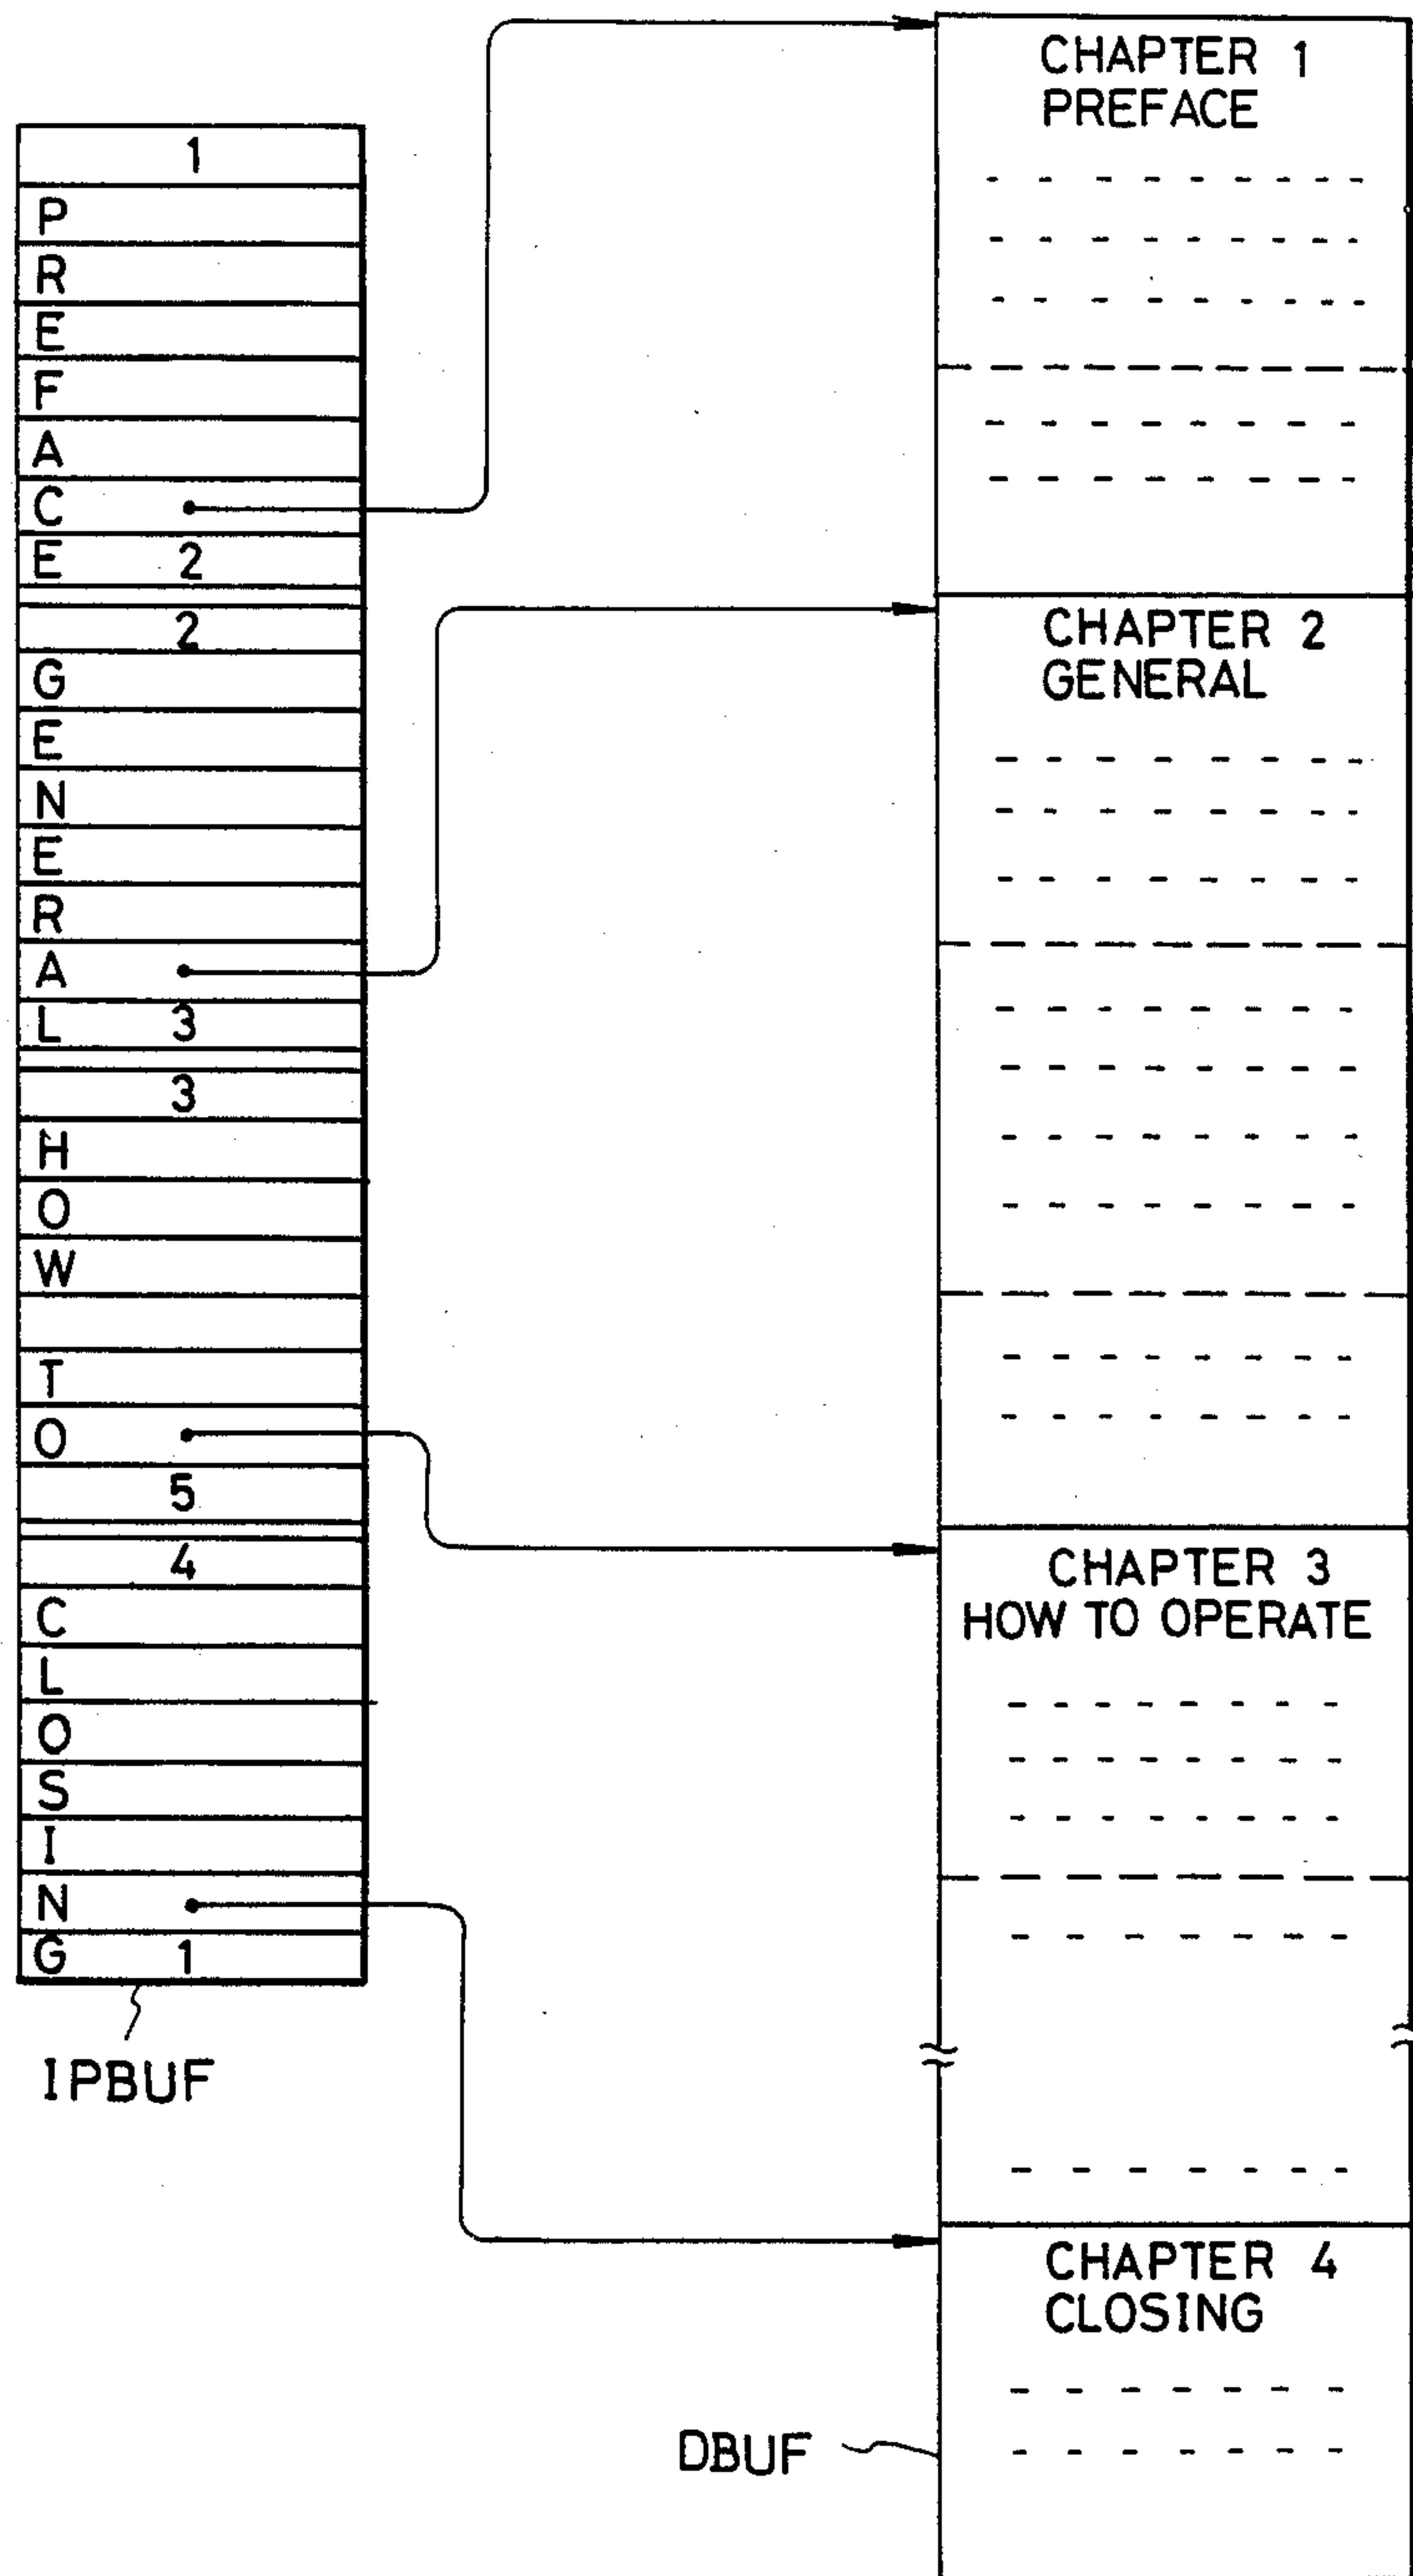 1
P
R
E
F
A
C
E 2
2
G
E
N
E
R
A
L 3
3
H
O
W
T
O
5
4
C
L
O
S
I
N
G 1
IPBUF
CHAPTER 1
PREFACE
CHAPTER 2
GENERAL
CHAPTER 3
HOW TO OPERATE
CHAPTER 4
CLOSING
DBUF